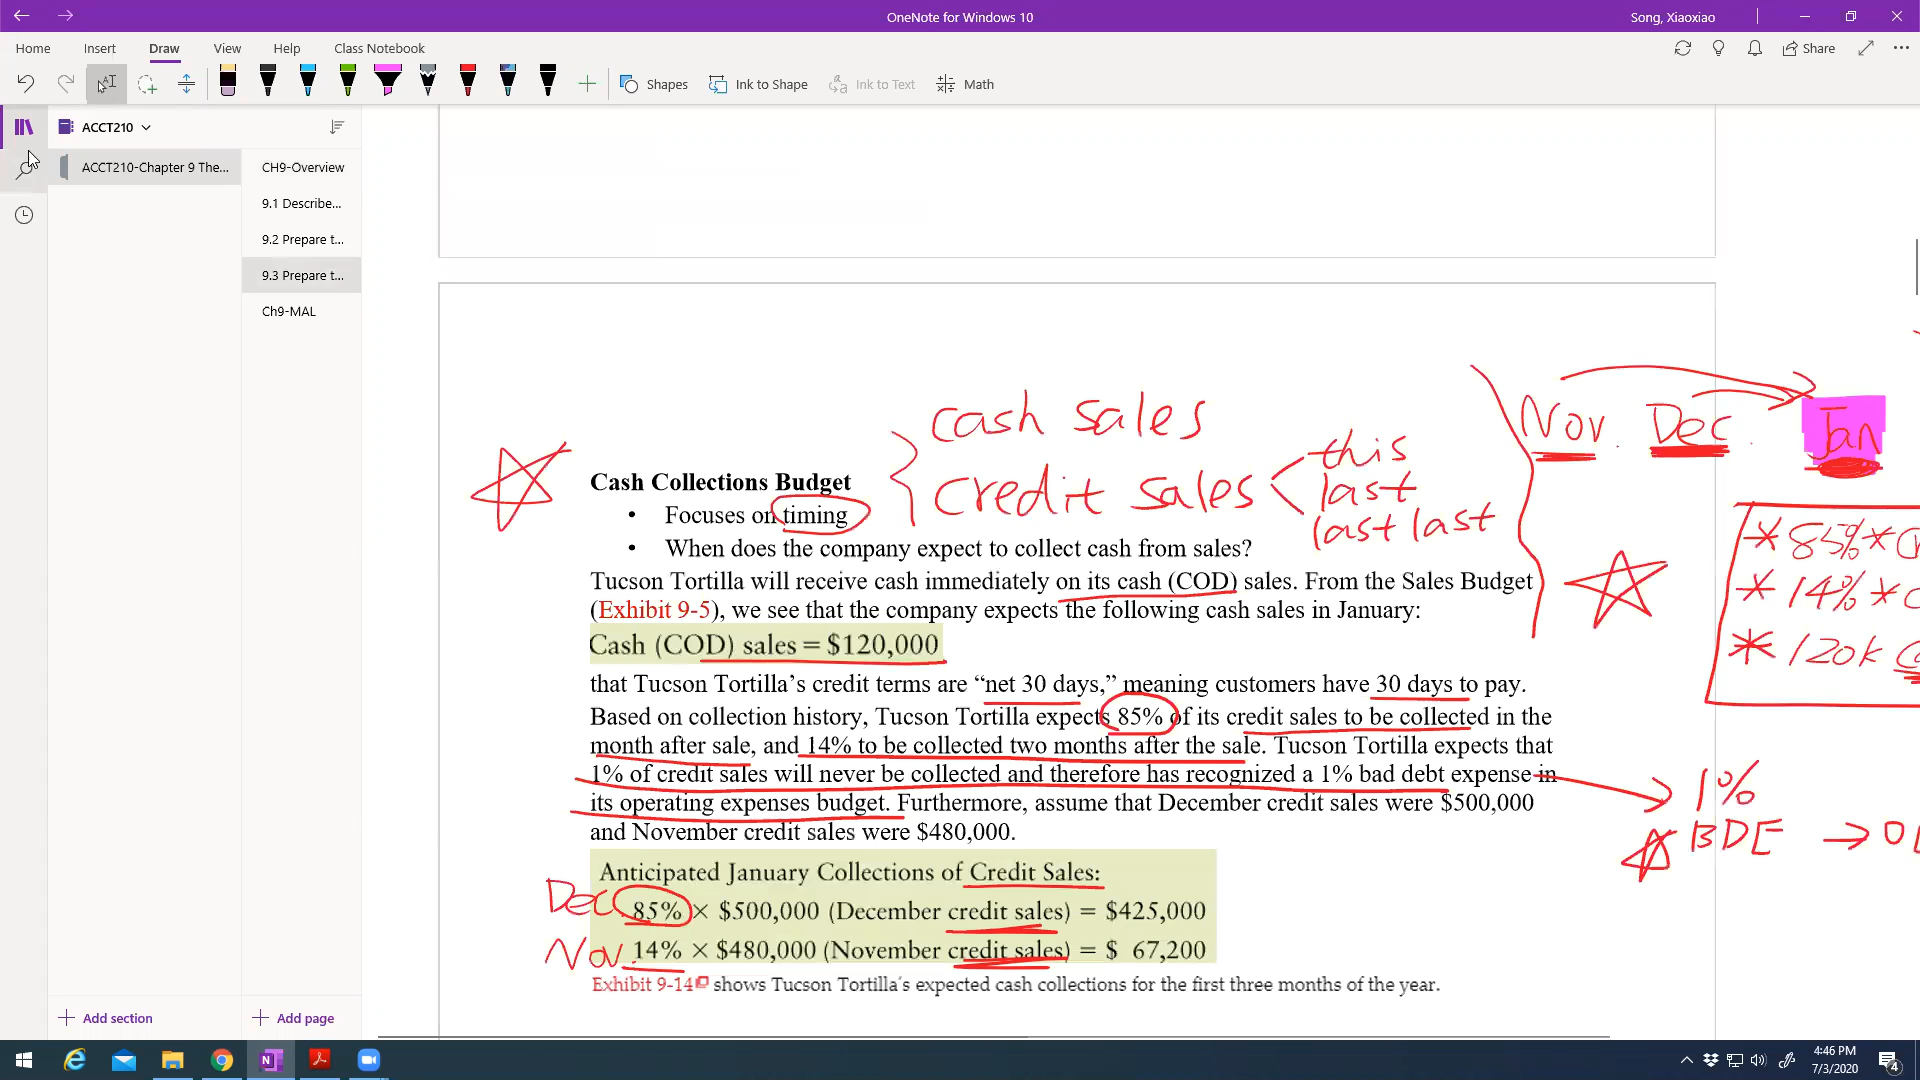 OneNote for Windows 10
Song, Xiaoxiao
Home Insert Draw View Help Class Notebook
Share
Shapes Ink to Shape Ink to Text Math
ACCT210
ACCT210-Chapter 9 The...
CH9-Overview
9.1 Describe...
9.2 Prepare t...
9.3 Prepare t...
Ch9-MAL
cash sales
credit sales
this
last
last last
Nov. Dec. Jan
Cash Collections Budget
• Focuses on timing
• When does the company expect to collect cash from sales?
Tucson Tortilla will receive cash immediately on its cash (COD) sales. From the Sales Budget
(Exhibit 9-5), we see that the company expects the following cash sales in January:
Cash (COD) sales = $120,000
that Tucson Tortilla’s credit terms are “net 30 days,” meaning customers have 30 days to pay.
Based on collection history, Tucson Tortilla expects 85% of its credit sales to be collected in the
month after sale, and 14% to be collected two months after the sale. Tucson Tortilla expects that
1% of credit sales will never be collected and therefore has recognized a 1% bad debt expense in
its operating expenses budget. Furthermore, assume that December credit sales were $500,000
and November credit sales were $480,000.
* 85% *
* 14% *
* 120k
1%
BDE →
Anticipated January Collections of Credit Sales:
Dec 85% × $500,000 (December credit sales) = $425,000
Nov. 14% × $480,000 (November credit sales) = $ 67,200
Exhibit 9-14 shows Tucson Tortilla’s expected cash collections for the first three months of the year.
Add section
Add page
4:46 PM
7/3/2020
4